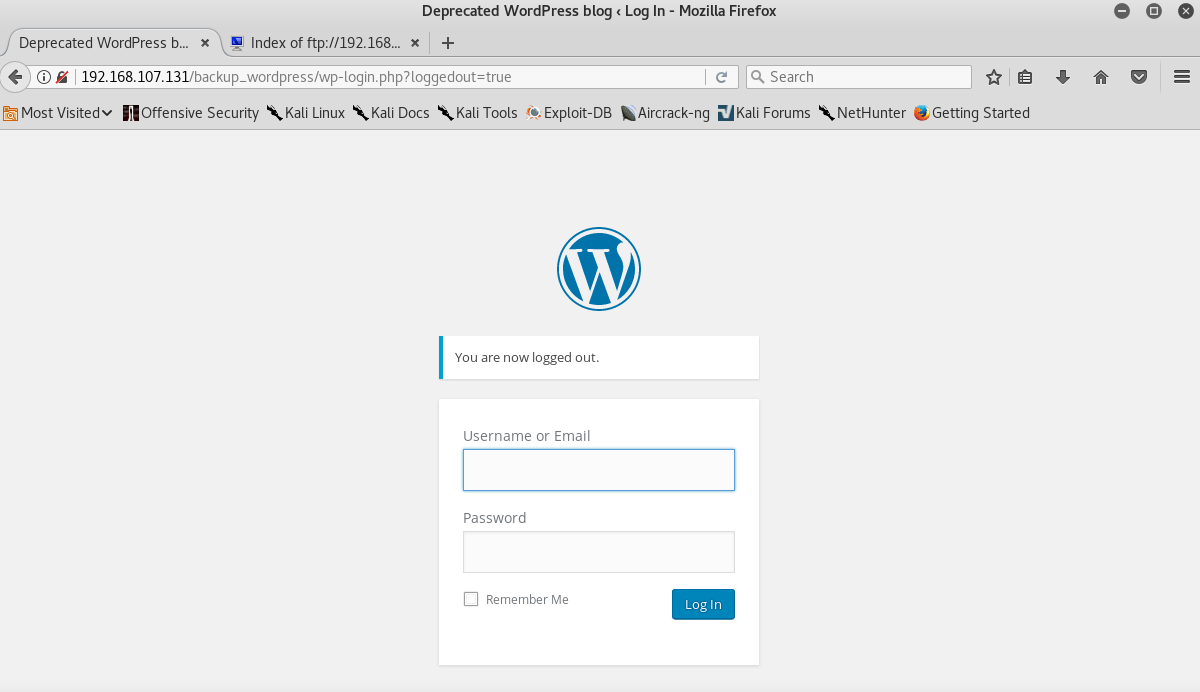 Deprecated WordPress blog ‹ Log In - Mozilla Firefox
Deprecated WordPress b... Index of ftp://192.168...
192.168.107.131/backup_wordpress/wp-login.php?loggedout=true Search
Most Visited Offensive Security Kali Linux Kali Docs Kali Tools Exploit-DB Aircrack-ng Kali Forums NetHunter Getting Started
You are now logged out.
Username or Email
Password
Remember Me Log In